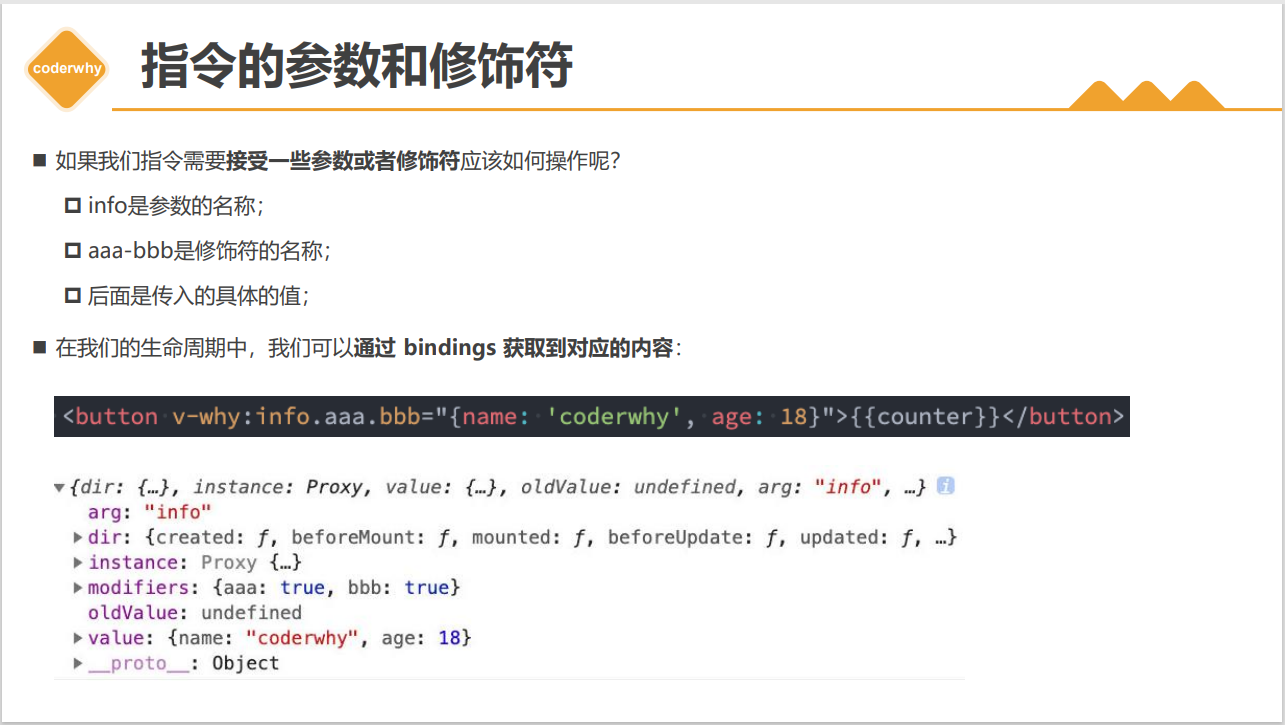 coderwhy
指令的参数和修饰符
如果我们指令需要接受一些参数或者修饰符应该如何操作呢?
info是参数的名称;
aaa-bbb是修饰符的名称;
后面是传入的具体的值;
在我们的生命周期中，我们可以通过 bindings 获取到对应的内容:
<button v-why:info.aaa.bbb="{name: 'coderwhy', age: 18}">{{counter}}</button>
{dir: {…}, instance: Proxy, value: {…}, oldValue: undefined, arg: "info", …} i
arg: "info"
dir: {created: ƒ, beforeMount: ƒ, mounted: ƒ, beforeUpdate: ƒ, updated: ƒ, …}
instance: Proxy {…}
modifiers: {aaa: true, bbb: true}
oldValue: undefined
value: {name: "coderwhy", age: 18}
__proto__: Object